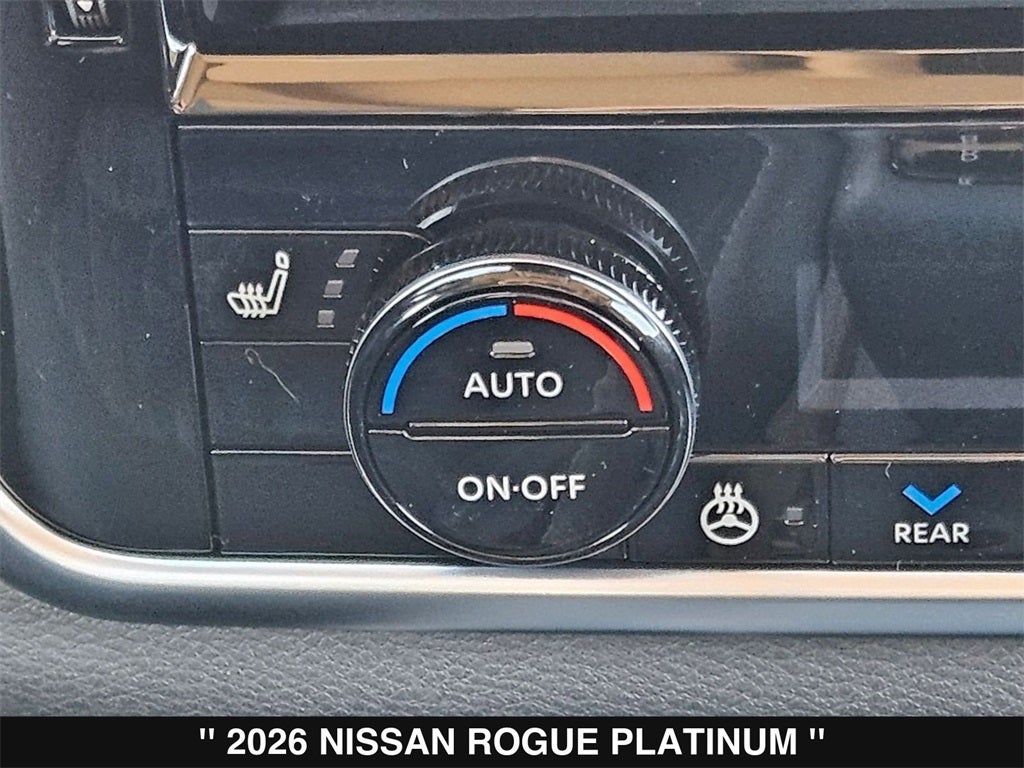 AUTO
ON·OFF
REAR
" 2026 NISSAN ROGUE PLATINUM "